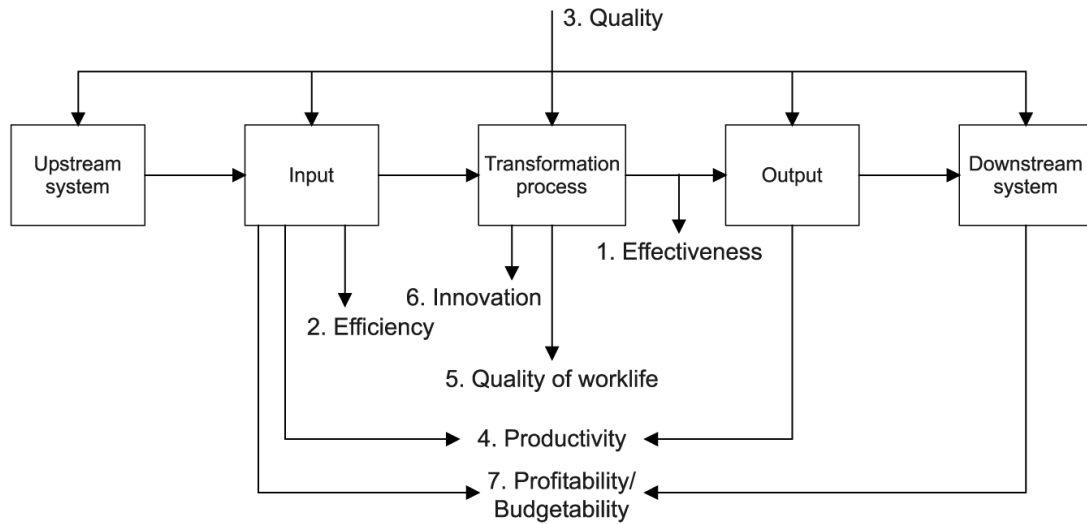 3. Quality
Upstream
system
Input
Transformation
process
Output
Downstream
system
1. Effectiveness
6. Innovation
2. Efficiency
5. Quality of worklife
4. Productivity
7. Profitability/
Budgetability